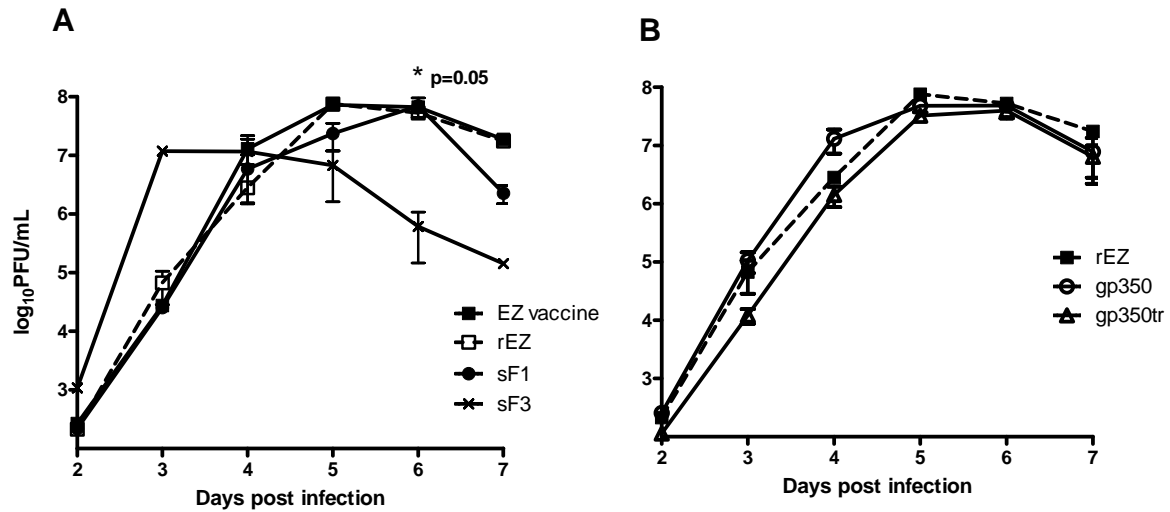 A
* p=0.05
log10PFU/mL
8
7
6
5
4
3
EZ vaccine
rEZ
sF1
sF3
2 3 4 5 6 7
Days post infection
B
8
7
6
5
4
3
rEZ
gp350
gp350tr
2 3 4 5 6 7
Days post infection